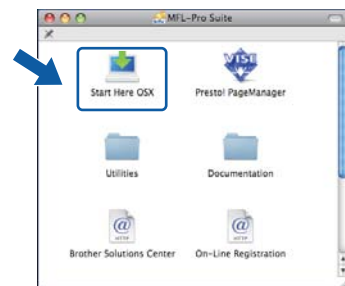 MFL-Pro Suite
Start Here OSX
Presto! PageManager
Utilities
Documentation
Brother Solutions Center
On-Line Registration